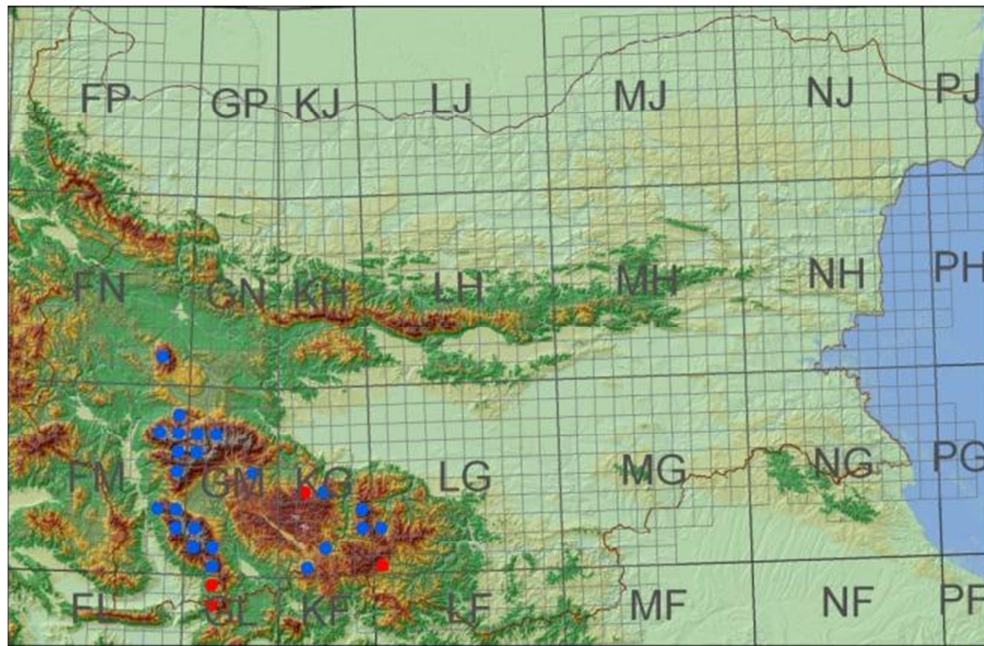 FP GP KJ LJ MJ NJ PJ
FN GN KH LH MH NH PH
FM GM KG LG MG NG PG
FL GL KF LF MF NF PF